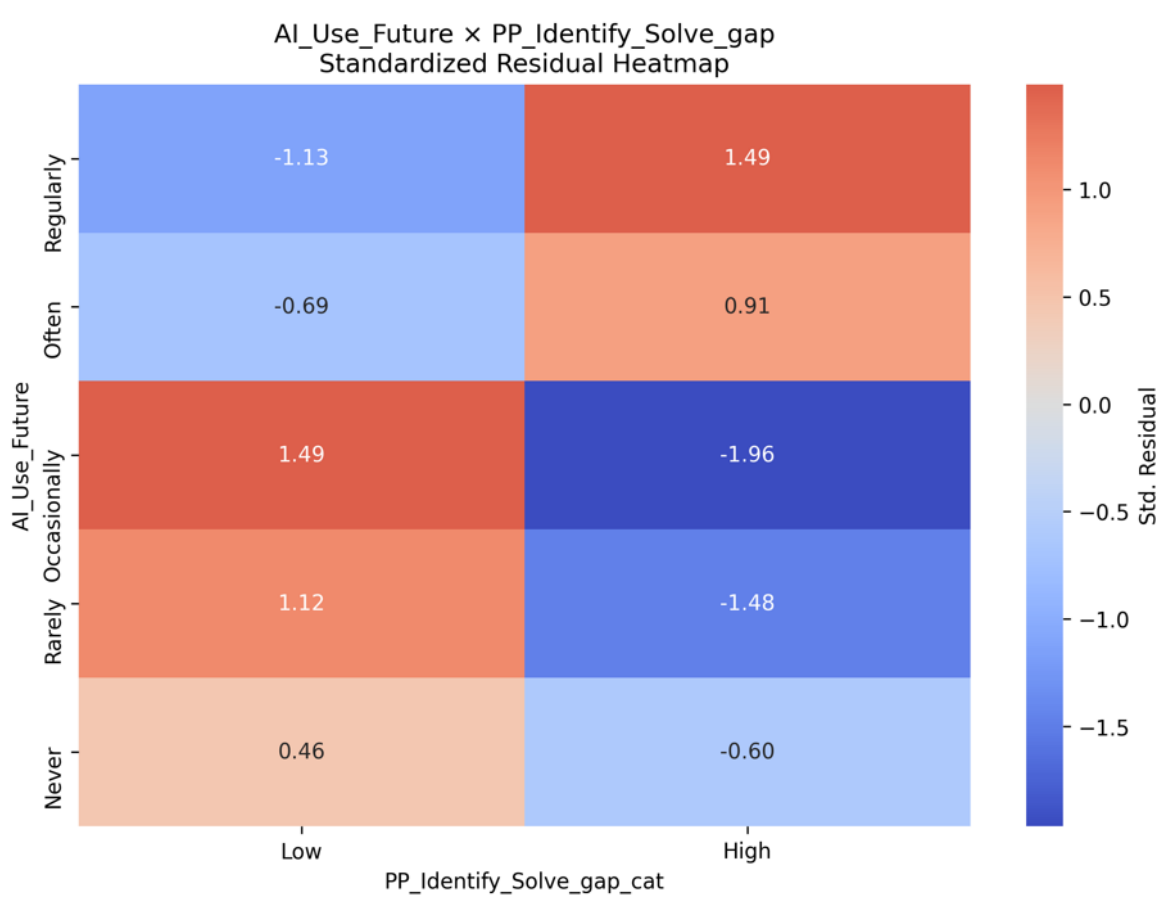 AI_Use_Future × PP_Identify_Solve_gap
Standardized Residual Heatmap
AI_Use_Future
Regularly
-1.13
1.49
Often
-0.69
0.91
Occasionally
1.49
-1.96
Rarely
1.12
-1.48
Never
0.46
-0.60
Low
High
PP_Identify_Solve_gap_cat
1.0
0.5
0.0
−0.5
−1.0
−1.5
Std. Residual